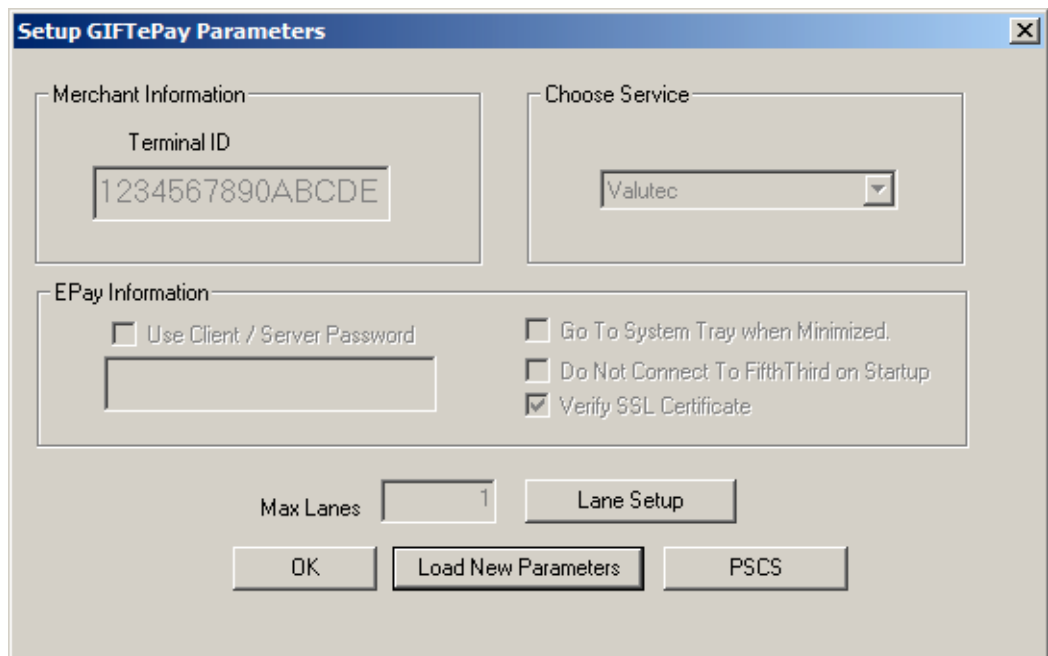 Setup GIFTePay Parameters
Merchant Information
Terminal ID
1234567890ABCDE
Choose Service
Valutec
EPay Information
Use Client / Server Password
Go To System Tray when Minimized.
Do Not Connect To FifthThird on Startup
Verify SSL Certificate
Max Lanes 1 Lane Setup
OK Load New Parameters PSCS